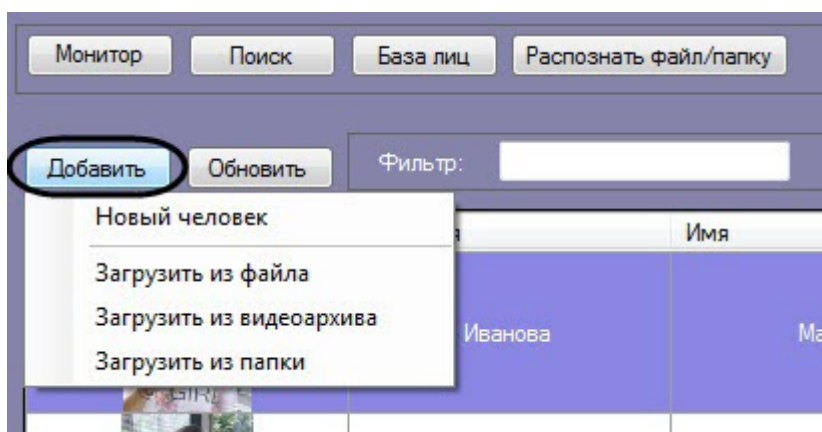 Монитор Поиск База лиц Распознать файл/папку
Добавить Обновить Фильтр:
Новый человек
Имя
Загрузить из файла
Загрузить из видеоархива
Иванова
Загрузить из папки
GIRL